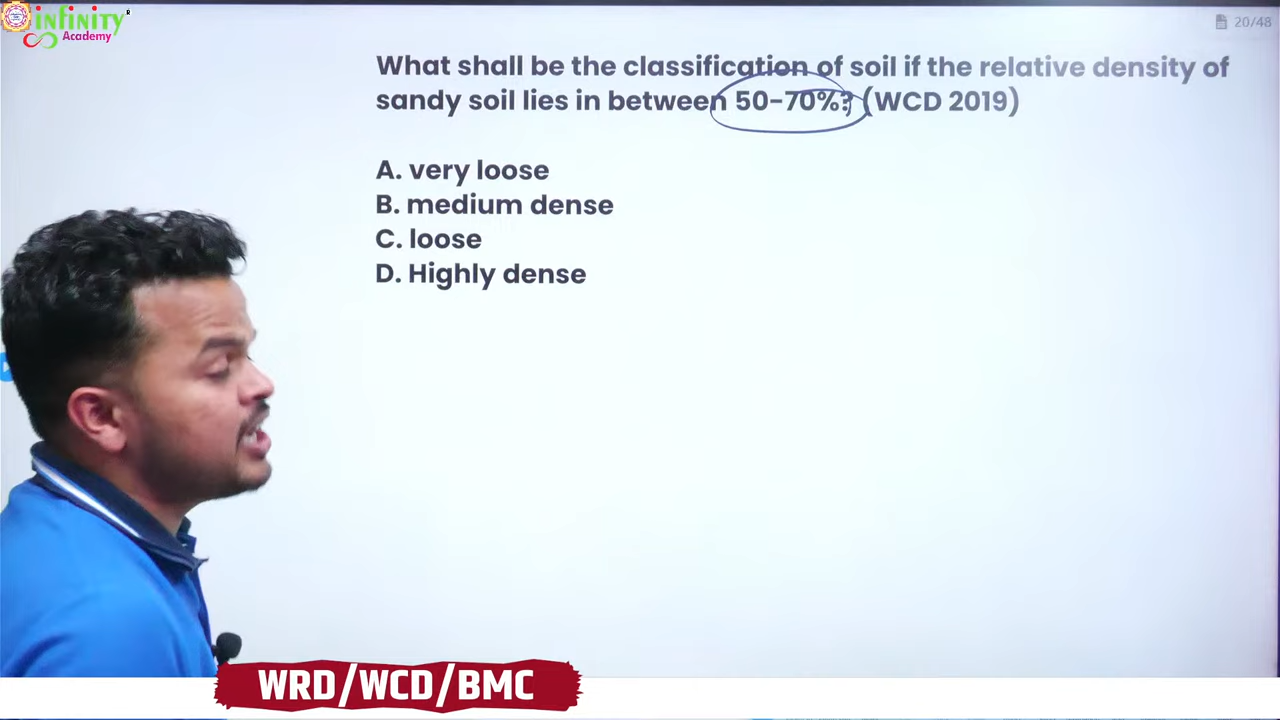 infinity
Academy
20/48
What shall be the classification of soil if the relative density of
sandy soil lies in between 50-70%? (WCD 2019)
A. very loose
B. medium dense
C. loose
D. Highly dense
WRD/WCD/BMC